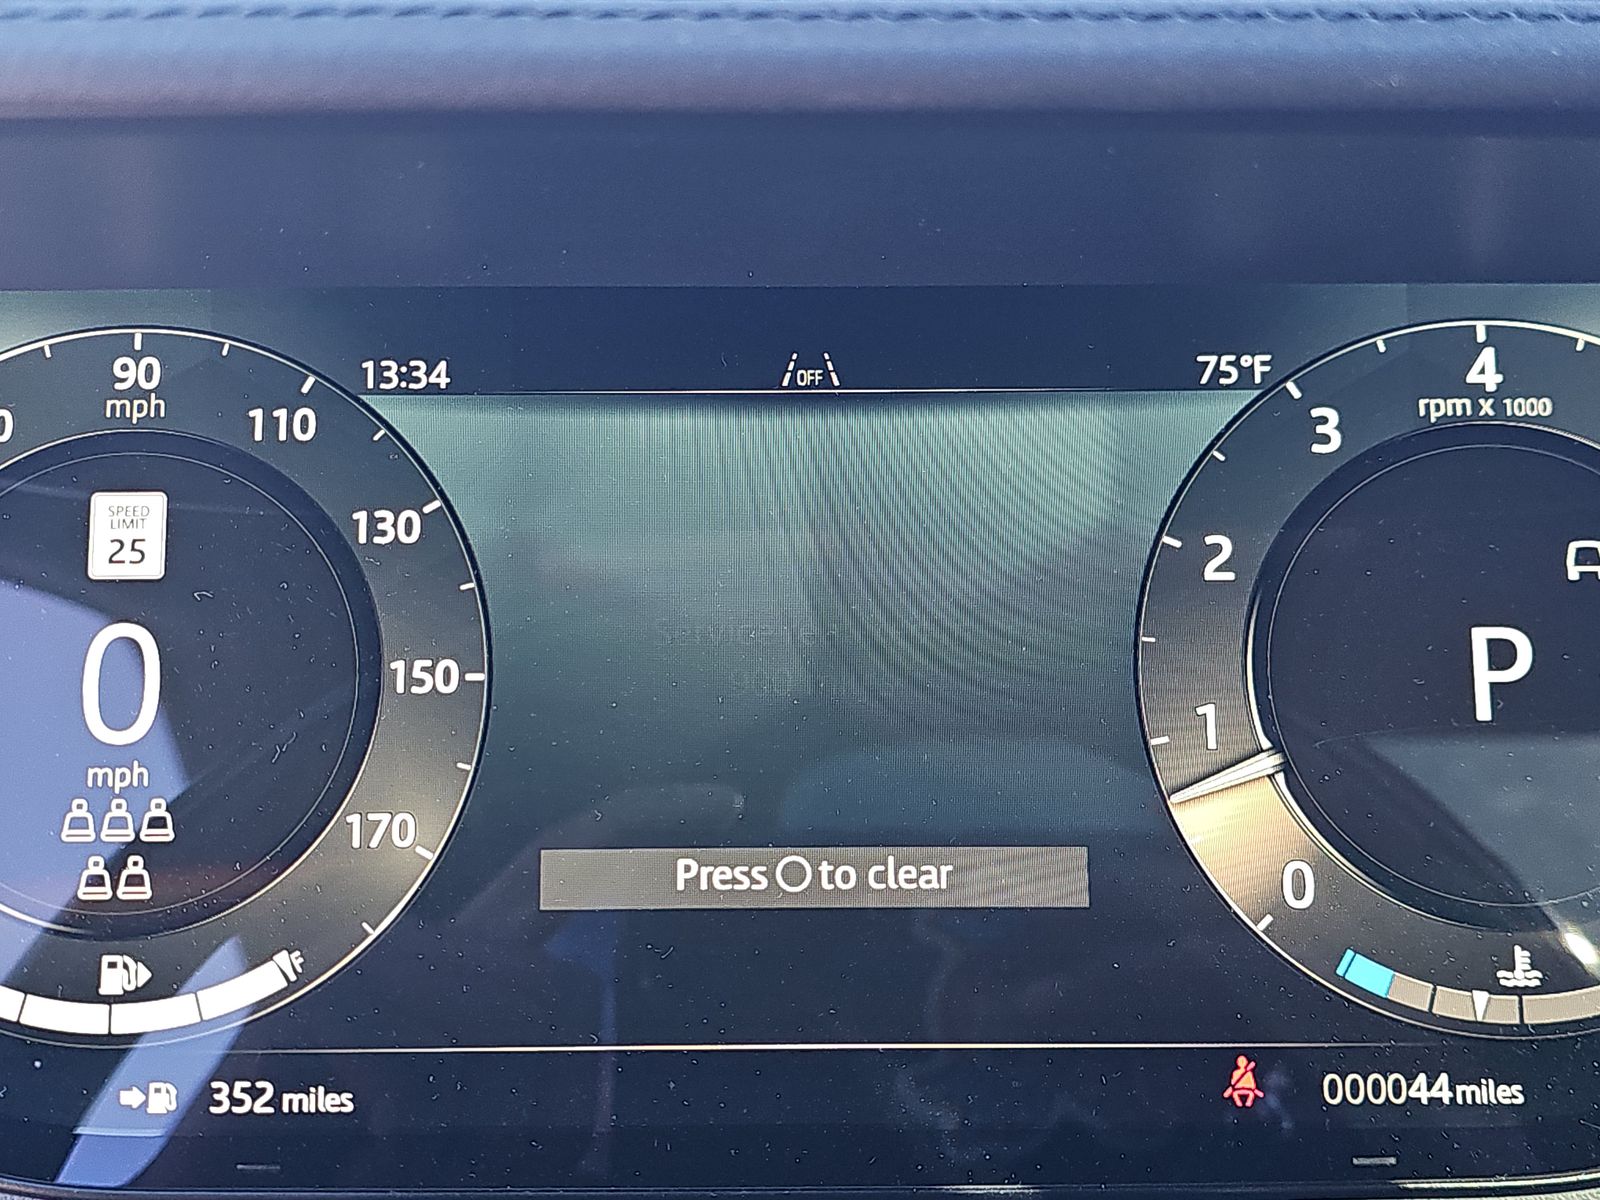 13:34
OFF
75°F
90
mph
110
130
150
170
SPEED
LIMIT
25
0
mph
F
352 miles
Press to clear
4
rpm x 1000
3
2
1
0
P
000044 miles